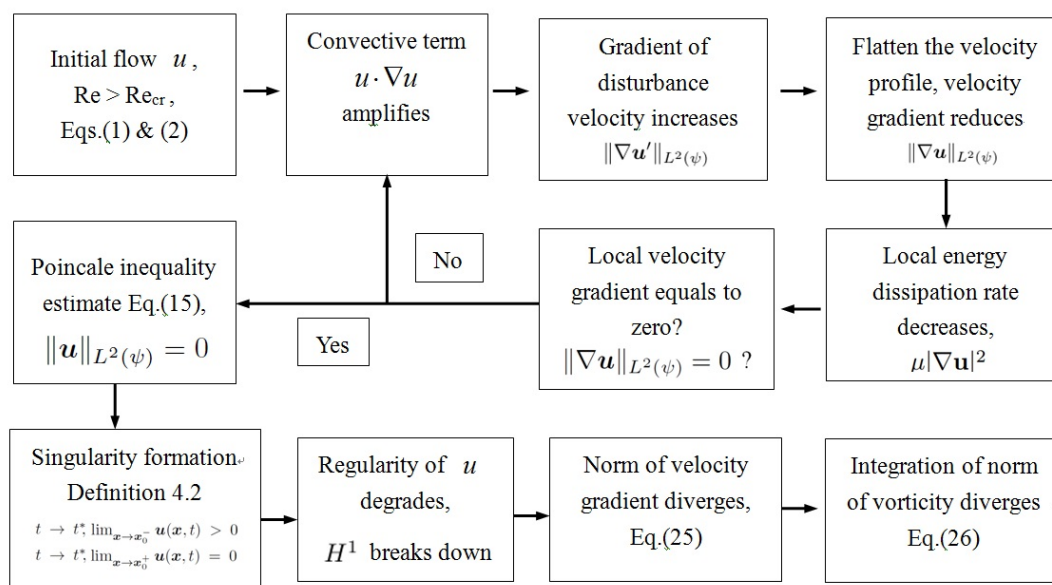 Initial flow u ,
Re > Re_cr ,
Eqs.(1) & (2)
Convective term
u · ∇u
amplifies
Gradient of
disturbance
velocity increases
‖∇u′‖_{L²(ψ)}
Flatten the velocity
profile, velocity
gradient reduces
‖∇u‖_{L²(ψ)}
Local energy
dissipation rate
decreases,
μ|∇u|²
Local velocity
gradient equals to
zero?
‖∇u‖_{L²(ψ)} = 0 ?
No
Yes
Poincale inequality
estimate Eq.(15),
‖u‖_{L²(ψ)} = 0
Singularity formation↵
Definition 4.2
t → t*, lim_{x→x₀⁻} u(x, t) > 0
t → t*, lim_{x→x₀⁺} u(x, t) = 0
Regularity of u
degrades,
H¹ breaks down
Norm of velocity
gradient diverges,
Eq.(25)
Integration of norm
of vorticity diverges
Eq.(26)